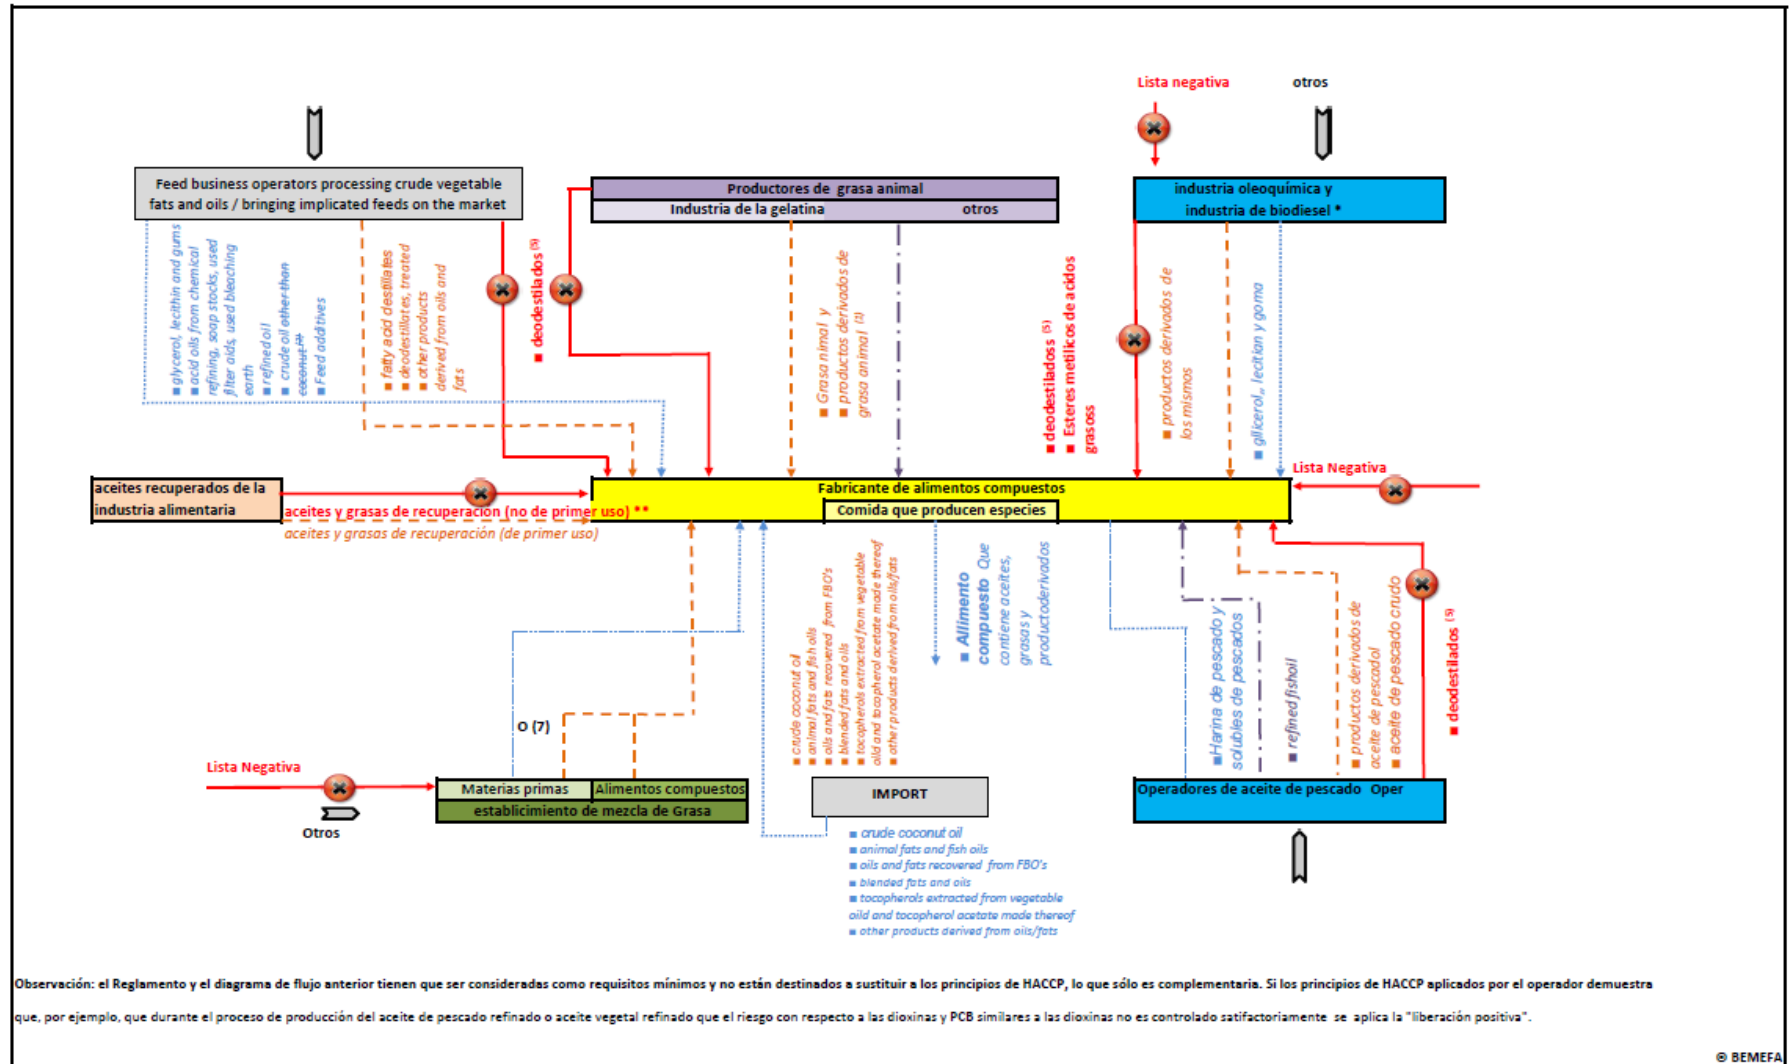 Lista negativa
otros
Feed business operators processing crude vegetable
fats and oils / bringing implicated feeds on the market
Productores de grasa animal
Industria de la gelatina
otros
industria oleoquímica y
industria de biodiesel *
■ glycerol, lecithin and gums
■ acid oils from chemical
refining, soap stocks, used
filter aids, used bleaching
earth
■ refined oil
■ crude oil other than
coconut (2)
■ Feed additives
■ fatty acid destillates
■ deodestillates, treated
■ other products
derived from oils and
fats
■ deodestilados (5)
■ Grasa nimal y
■ productos derivados de
grasa animal (1)
■ deodestiladoss (5)
■ Esteres metilicos de acidos
grasoss
■ productos derivados de
los mismos
■ gllicerol,, lecitian y goma
Lista Negativa
aceites recuperados de la
industria alimentaria
aceites y grasas de recuperación (no de primer uso) **
aceites y grasas de recuperación (de primer uso)
Fabricante de alimentos compuestos
Comida que producen especies
■ crude coconut oil
■ animal fats and fish oils
■ oils and fats recovered from FBO's
■ blended fats and oils
■ tocopherols extracted from vegetable
oild and tocopherol acetate made thereof
■ other products derived from oils/fats
■ Allimento
compuesto Que
contiene aceites,
grasas y
productoderivados
■Harina de pescado y
solubles de pescados
■ refined fishoil
■ productos derivados de
aceite de pescadol
■ aceite de pescado crudo
■ deodestilados (5)
O (7)
Lista Negativa
Otros
Materias primas
Alimentos compuestos
establicimiento de mezcla de Grasa
IMPORT
Operadores de aceite de pescado Oper
■ crude coconut oil
■ animal fats and fish oils
■ oils and fats recovered from FBO's
■ blended fats and oils
■ tocopherols extracted from vegetable
oild and tocopherol acetate made thereof
■ other products derived from oils/fats
Observación: el Reglamento y el diagrama de flujo anterior tienen que ser consideradas como requisitos mínimos y no están destinados a sustituir a los principios de HACCP, lo que sólo es complementaria. Si los principios de HACCP aplicados por el operador demuestra
que, por ejemplo, que durante el proceso de producción del aceite de pescado refinado o aceite vegetal refinado que el riesgo con respecto a las dioxinas y PCB similares a las dioxinas no es controlado satifactoriamente se aplica la "liberación positiva".
© BEMEFA